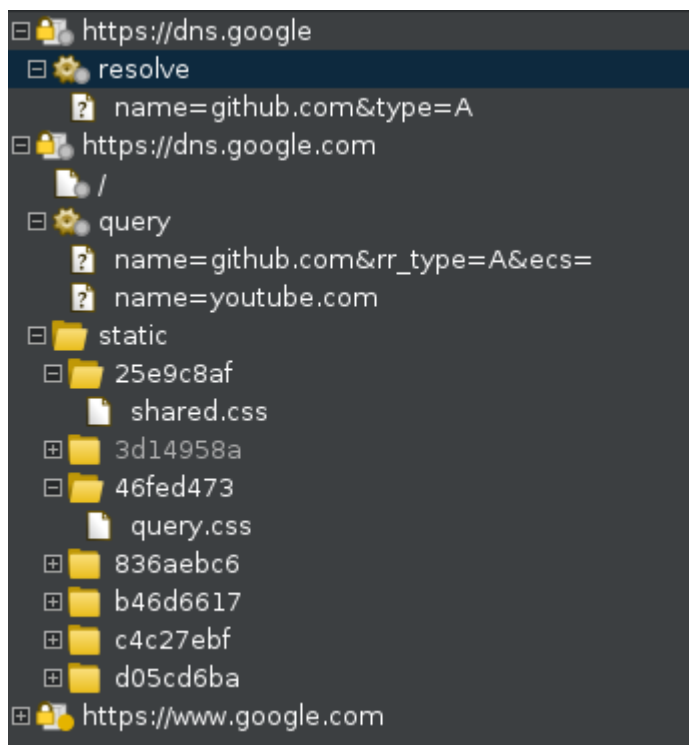 https://dns.google
resolve
name=github.com&type=A
https://dns.google.com
/
query
name=github.com&rr_type=A&ecs=
name=youtube.com
static
25e9c8af
shared.css
3d14958a
46fed473
query.css
836aebc6
b46d6617
c4c27ebf
d05cd6ba
https://www.google.com